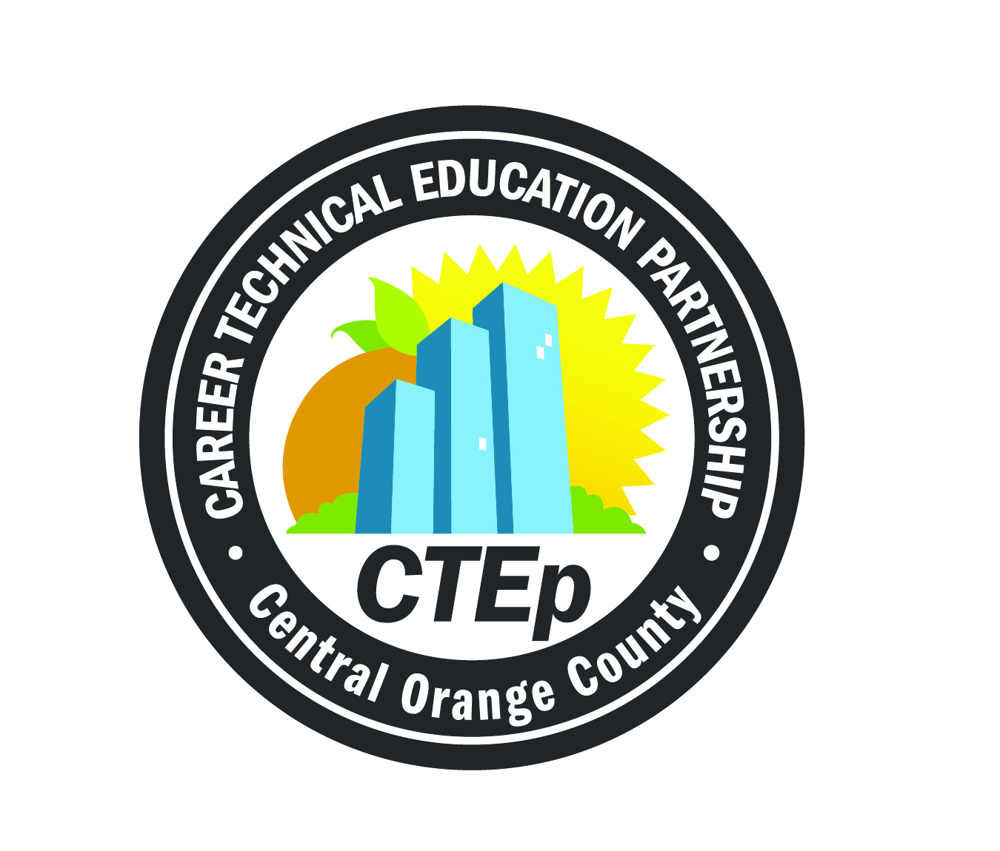 CAREER TECHNICAL EDUCATION PARTNERSHIP
CTEp
• Central Orange County •